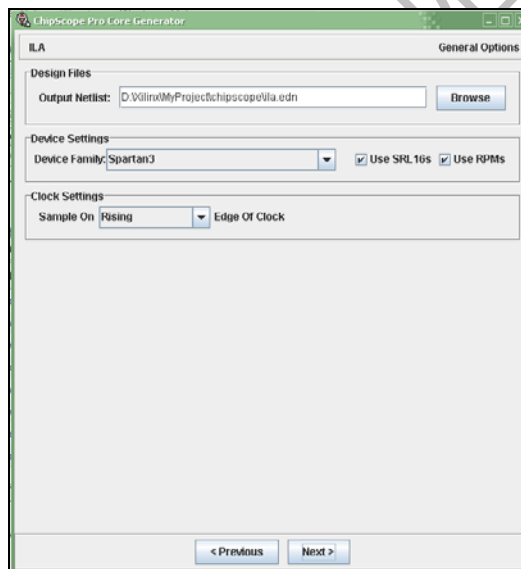 ChipScope Pro Core Generator
ILA General Options
Design Files
Output Netlist: D:\Xilinx\MyProject\chipscope\ila.edn Browse
Device Settings
Device Family: Spartan3 Use SRL16s Use RPMs
Clock Settings
Sample On Rising Edge Of Clock
< Previous Next >